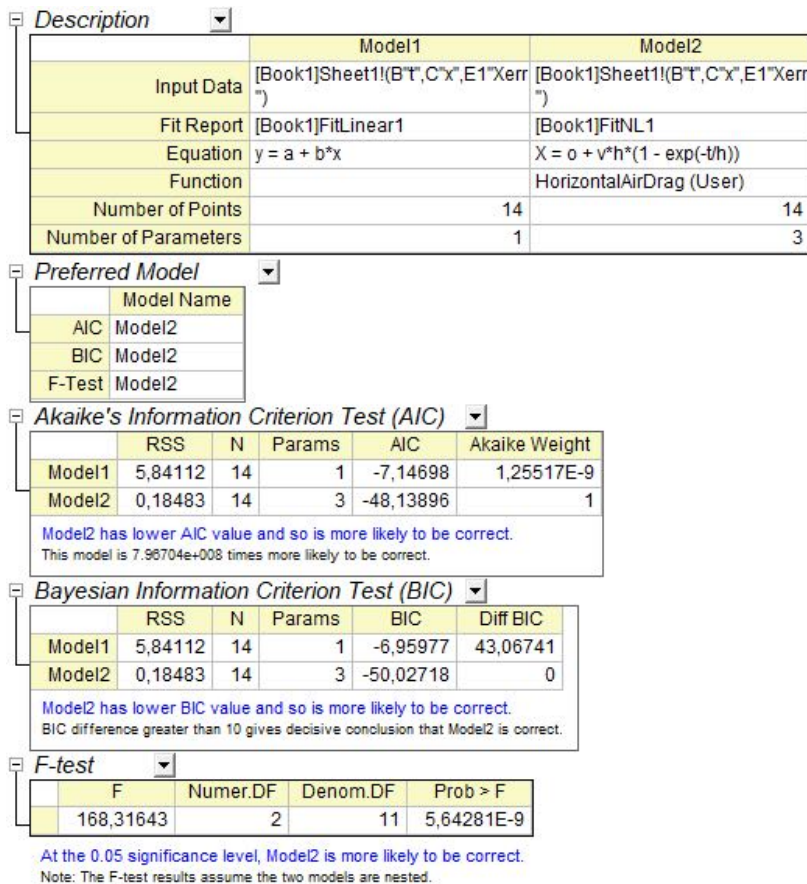 Description
Model1 Model2
Input Data [Book1]Sheet1!(B"t",C"x",E1"Xerr [Book1]Sheet1!(B"t",C"x",E1"Xerr
") ")
Fit Report [Book1]FitLinear1 [Book1]FitNL1
Equation y = a + b*x X = o + v*h*(1 - exp(-t/h))
Function HorizontalAirDrag (User)
Number of Points 14 14
Number of Parameters 1 3
Preferred Model
Model Name
AIC Model2
BIC Model2
F-Test Model2
Akaike's Information Criterion Test (AIC)
RSS N Params AIC Akaike Weight
Model1 5,84112 14 1 -7,14698 1,25517E-9
Model2 0,18483 14 3 -48,13896 1
Model2 has lower AIC value and so is more likely to be correct.
This model is 7.96704e+008 times more likely to be correct.
Bayesian Information Criterion Test (BIC)
RSS N Params BIC Diff BIC
Model1 5,84112 14 1 -6,95977 43,06741
Model2 0,18483 14 3 -50,02718 0
Model2 has lower BIC value and so is more likely to be correct.
BIC difference greater than 10 gives decisive conclusion that Model2 is correct.
F-test
F Numer.DF Denom.DF Prob > F
168,31643 2 11 5,64281E-9
At the 0.05 significance level, Model2 is more likely to be correct.
Note: The F-test results assume the two models are nested.